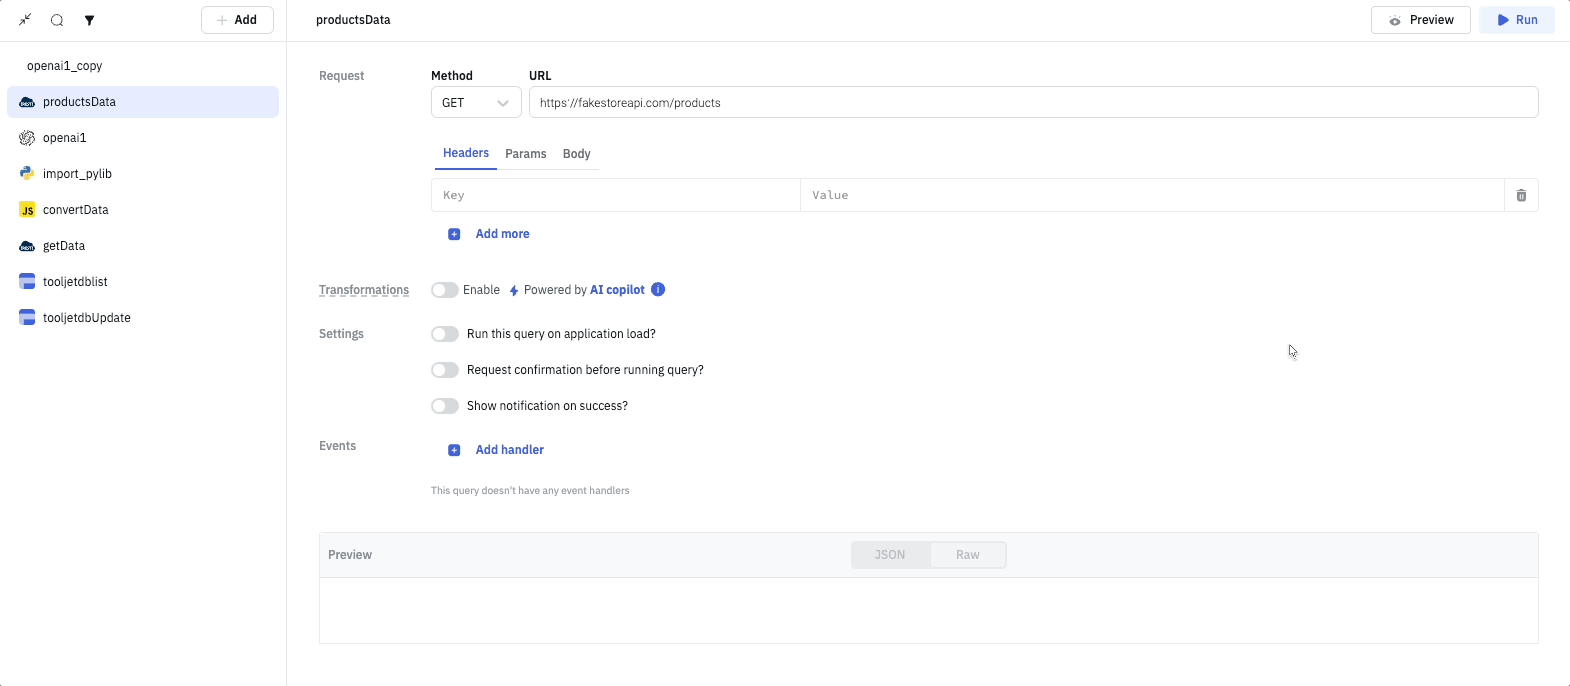 Add
productsData
Preview
Run
openai1_copy
productsData
openai1
import_pylib
JS convertData
getData
tooljetdblist
tooljetdbUpdate
Request
Method
URL
GET
https://fakestoreapi.com/products
Headers
Params
Body
Key
Value
Add more
Transformations
Enable
Powered by AI copilot
Settings
Run this query on application load?
Request confirmation before running query?
Show notification on success?
Events
Add handler
This query doesn't have any event handlers
Preview
JSON
Raw